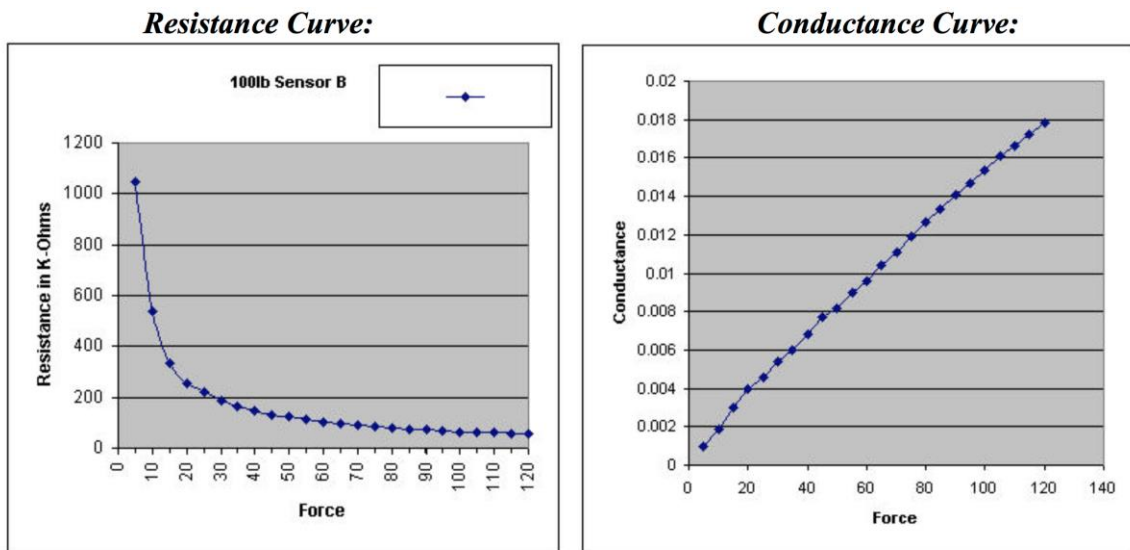 Resistance Curve:
100lb Sensor B
1200
1000
800
600
400
200
0
Resistance in K-Ohms
0 10 20 30 40 50 60 70 80 90 100 110 120
Force
Conductance Curve:
0.02
0.018
0.016
0.014
0.012
0.01
0.008
0.006
0.004
0.002
0
Conductance
0 20 40 60 80 100 120 140
Force